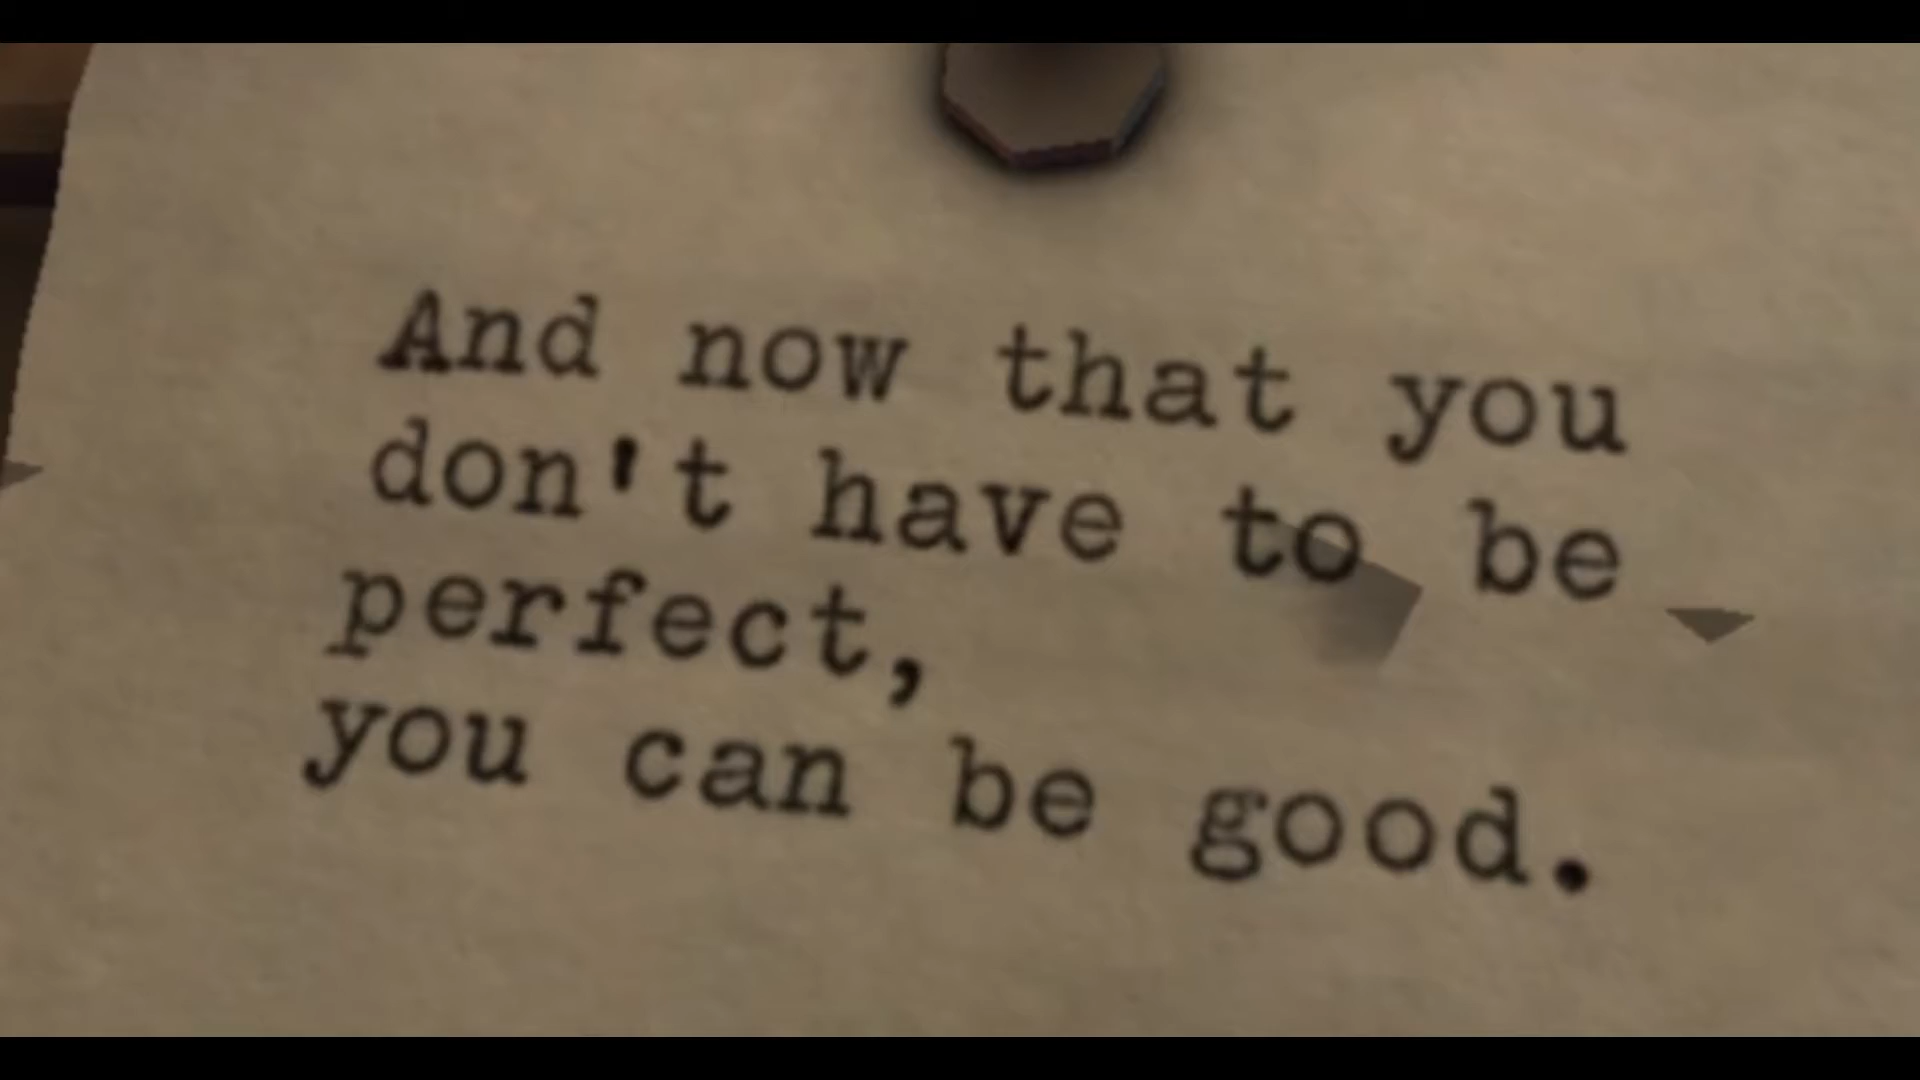 And now that you
don't have to be
perfect,
you can be good.